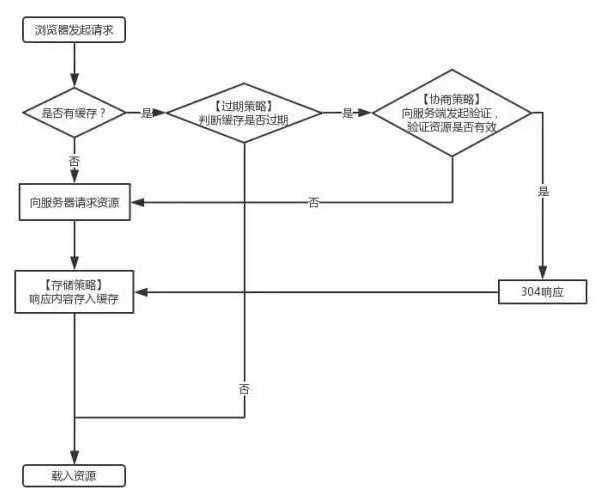 浏览器发起请求
是否有缓存？
是
【过期策略】
判断缓存是否过期
是
【协商策略】
向服务端发起验证，
验证资源是否有效
否
是
向服务器请求资源
否
【存储策略】
响应内容存入缓存
304响应
否
载入资源